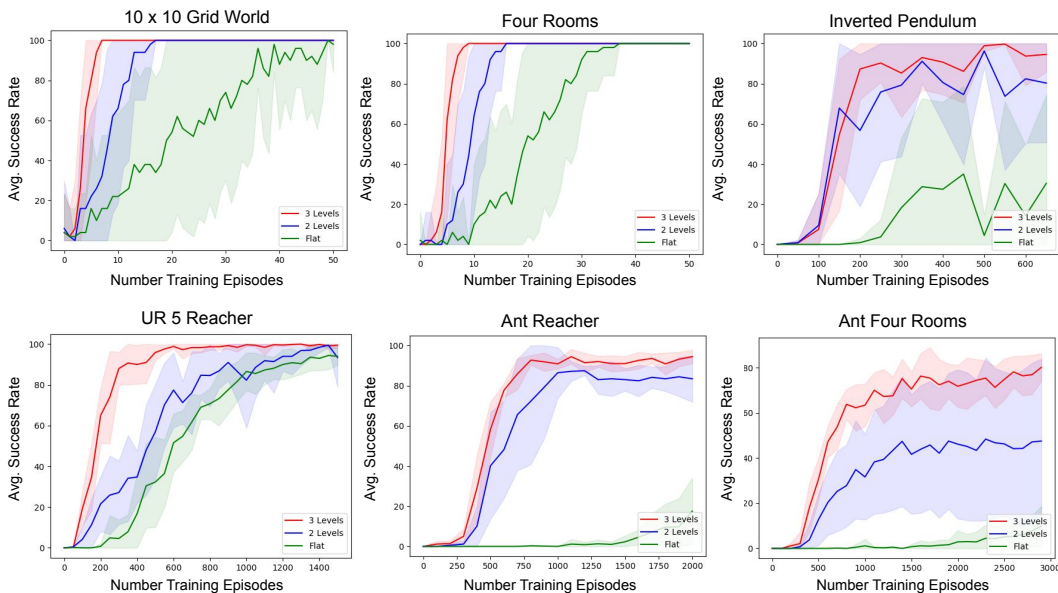 10 x 10 Grid World
Avg. Success Rate
100
80
60
40
20
0
0 10 20 30 40 50
3 Levels
2 Levels
Flat
Number Training Episodes
Four Rooms
Avg. Success Rate
100
80
60
40
20
0
0 10 20 30 40 50
3 Levels
2 Levels
Flat
Number Training Episodes
Inverted Pendulum
Avg. Success Rate
100
80
60
40
20
0
0 100 200 300 400 500 600
3 Levels
2 Levels
Flat
Number Training Episodes
UR 5 Reacher
Avg. Success Rate
100
80
60
40
20
0
0 200 400 600 800 1000 1200 1400
3 Levels
2 Levels
Flat
Number Training Episodes
Ant Reacher
Avg. Success Rate
100
80
60
40
20
0
0 250 500 750 1000 1250 1500 1750 2000
3 Levels
2 Levels
Flat
Number Training Episodes
Ant Four Rooms
Avg. Success Rate
80
60
40
20
0
0 500 1000 1500 2000 2500 3000
3 Levels
2 Levels
Flat
Number Training Episodes